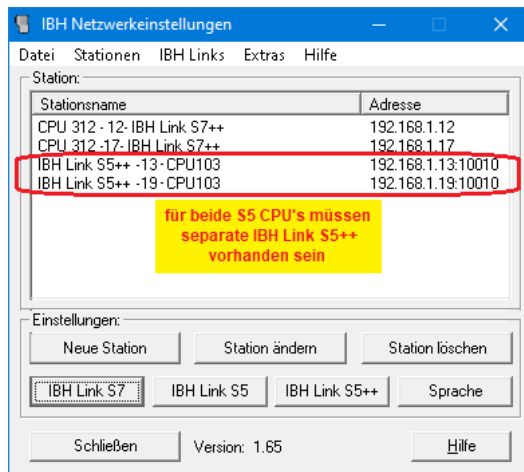 IBH Netzwerkeinstellungen
Datei Stationen IBH Links Extras Hilfe
Station:
Stationsname Adresse
CPU 312 - 12- IBH Link S7++ 192.168.1.12
CPU 312 -17- IBH Link S7++ 192.168.1.17
IBH Link S5++ -13 - CPU103 192.168.1.13:10010
IBH Link S5++ -19 - CPU103 192.168.1.19:10010
für beide S5 CPU's müssen
separate IBH Link S5++
vorhanden sein
Einstellungen:
Neue Station Station ändern Station löschen
IBH Link S7 IBH Link S5 IBH Link S5++ Sprache
Schließen Version: 1.65 Hilfe